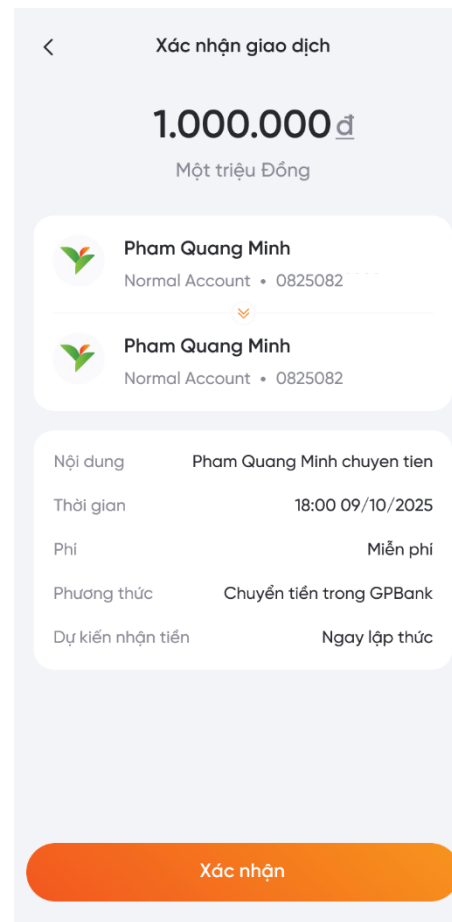 Xác nhận giao dịch
1.000.000 đ
Một triệu Đồng
Pham Quang Minh
Normal Account • 0825082
Pham Quang Minh
Normal Account • 0825082
Nội dung Pham Quang Minh chuyen tien
Thời gian 18:00 09/10/2025
Phí Miễn phí
Phương thức Chuyển tiền trong GPBank
Dự kiến nhận tiền Ngay lập thức
Xác nhận